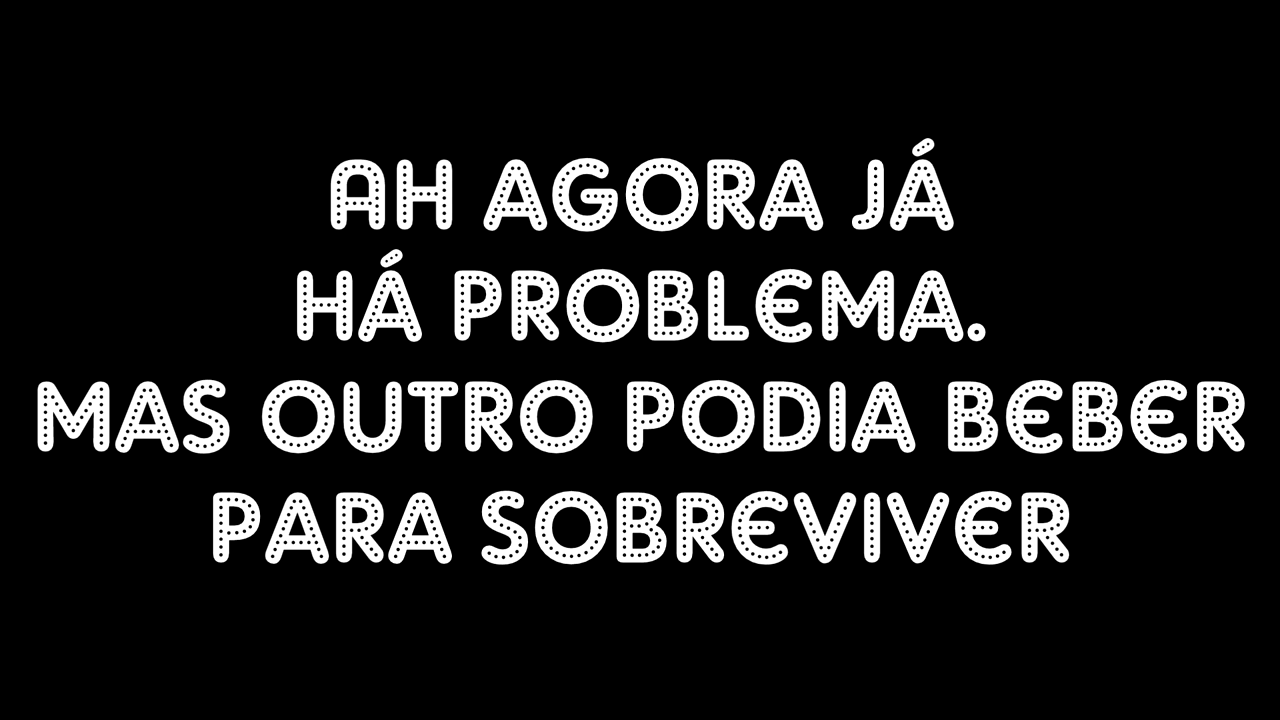 AH AGORA JÁ
HÁ PROBLEMA.
MAS OUTRO PODIA BEBER
PARA SOBREVIVER